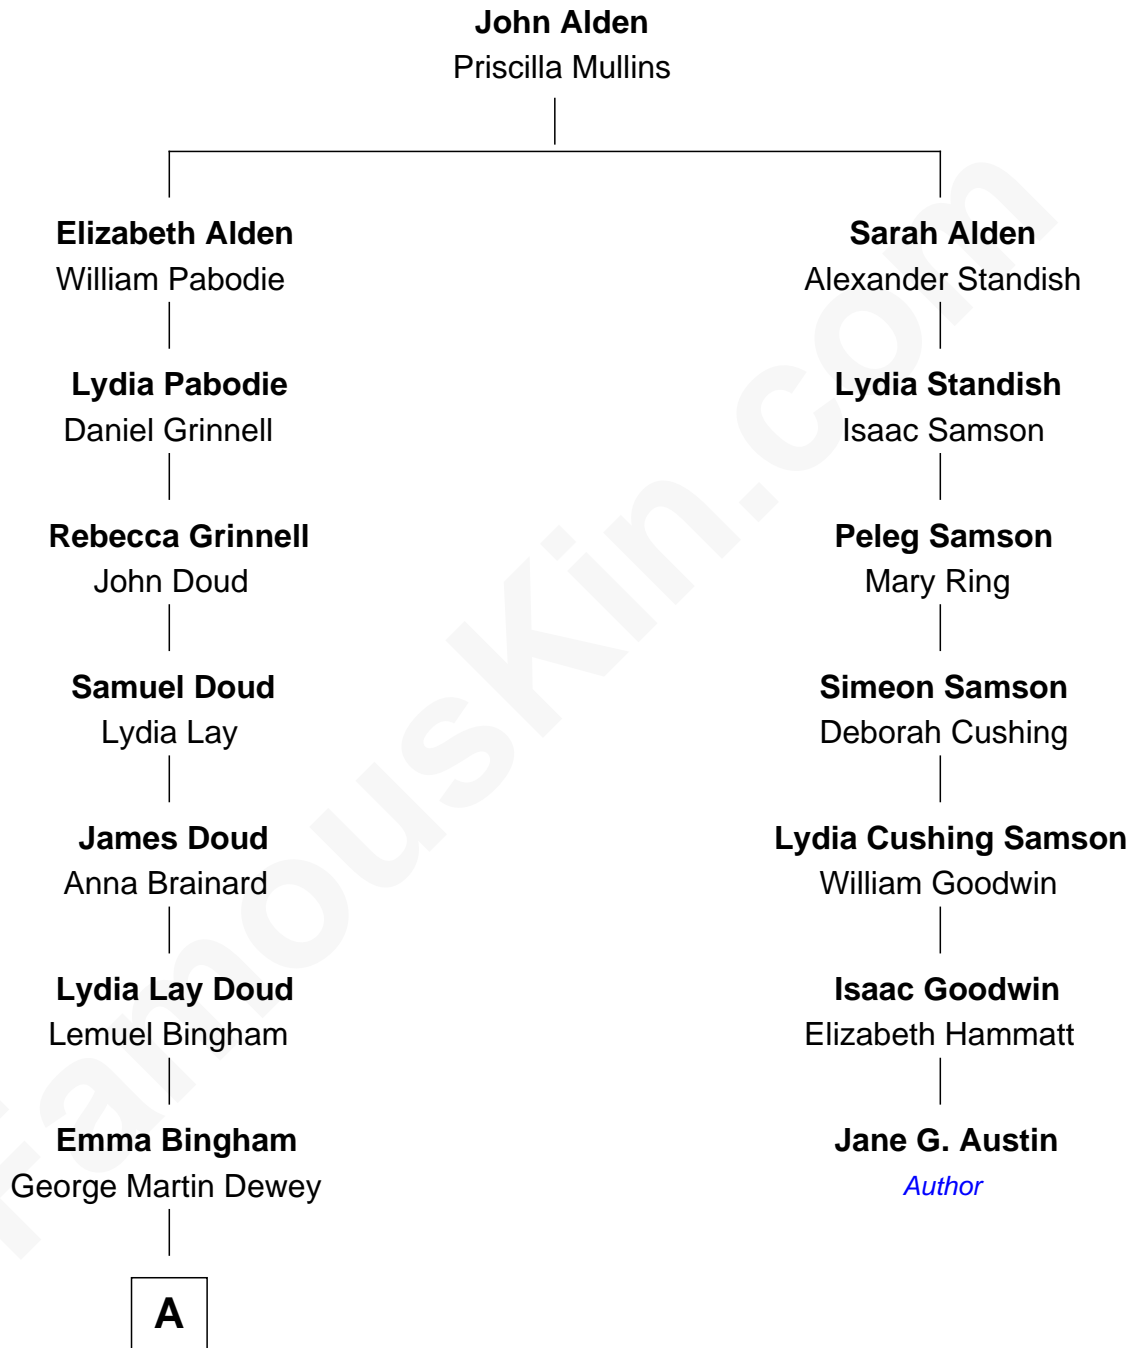 John Alden
Priscilla Mullins
Elizabeth Alden
William Pabodie
Sarah Alden
Alexander Standish
Lydia Pabodie
Daniel Grinnell
Lydia Standish
Isaac Samson
Rebecca Grinnell
John Doud
Peleg Samson
Mary Ring
Samuel Doud
Lydia Lay
Simeon Samson
Deborah Cushing
James Doud
Anna Brainard
Lydia Cushing Samson
William Goodwin
Lydia Lay Doud
Lemuel Bingham
Isaac Goodwin
Elizabeth Hammatt
Emma Bingham
George Martin Dewey
Jane G. Austin
Author
A
FamousKin.com